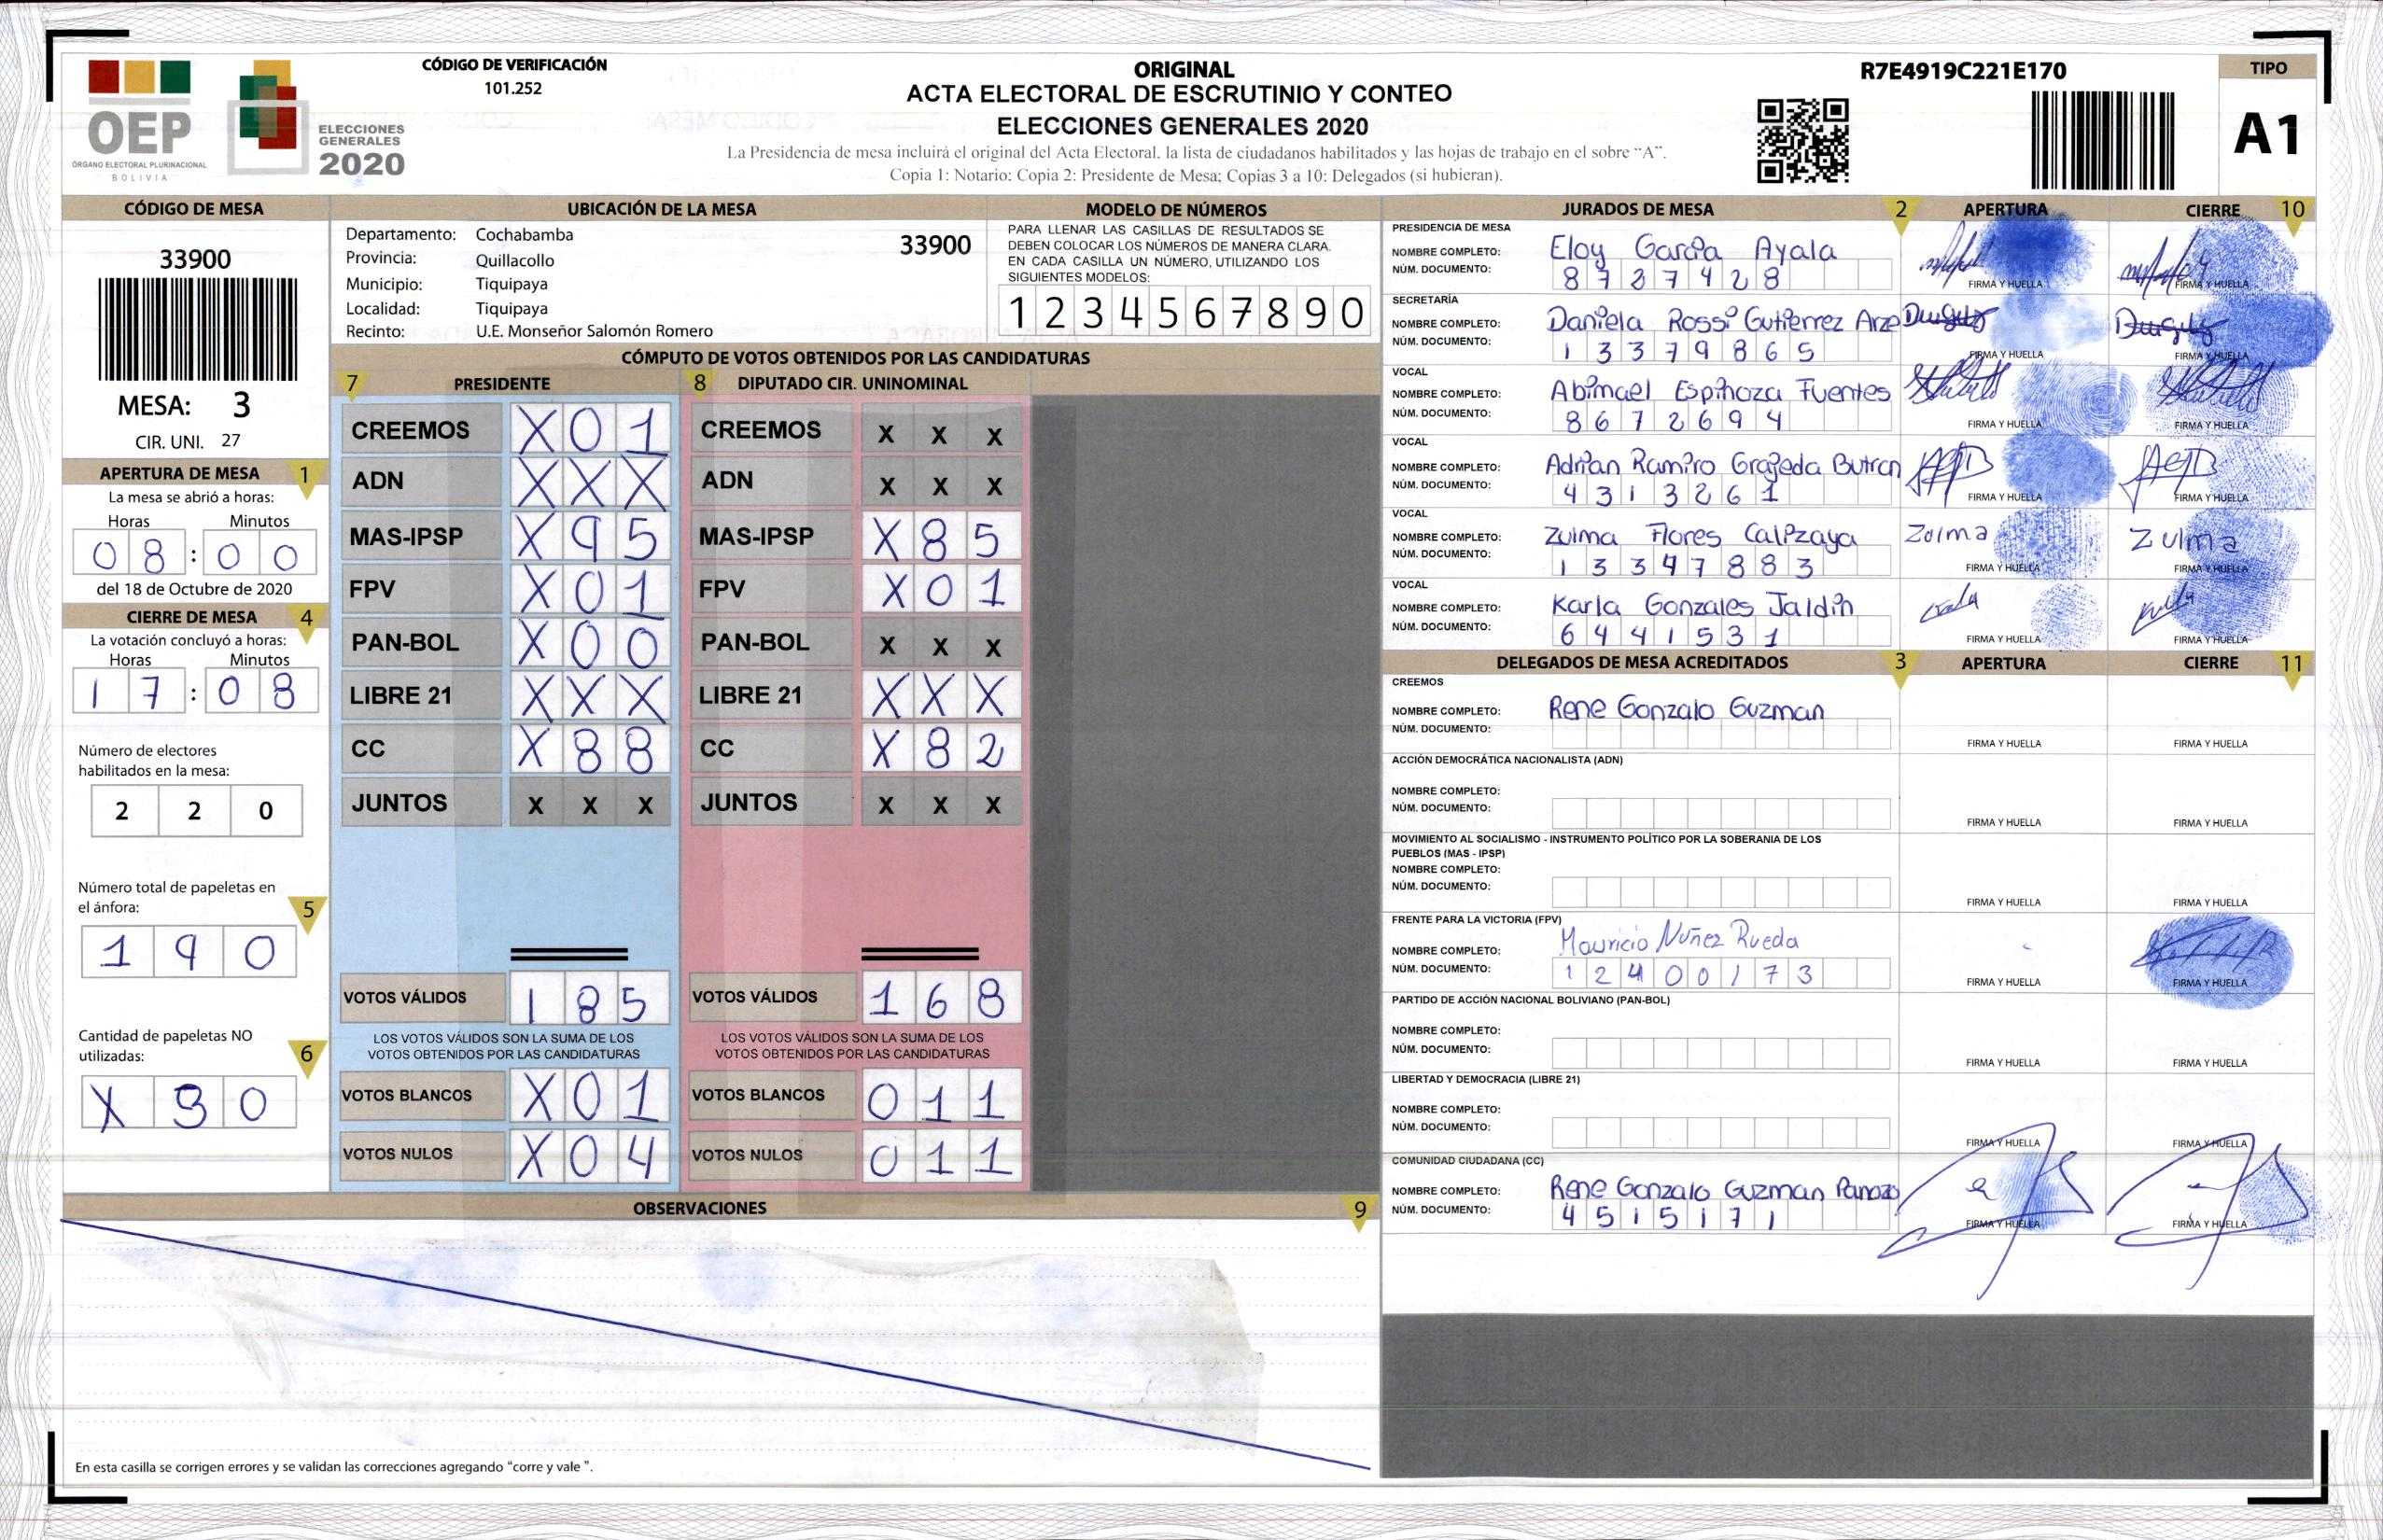 CÓDIGO DE VERIFICACIÓN
101.252
OEP
ÓRGANO ELECTORAL PLURINACIONAL
BOLIVIA
ELECCIONES
GENERALES
2020
ORIGINAL
ACTA ELECTORAL DE ESCRUTINIO Y CONTEO
ELECCIONES GENERALES 2020
La Presidencia de mesa incluirá el original del Acta Electoral, la lista de ciudadanos habilitados y las hojas de trabajo en el sobre “A”.
Copia 1: Notario; Copia 2: Presidente de Mesa; Copias 3 a 10: Delegados (si hubieran).
R7E4919C221E170
TIPO
A1
CÓDIGO DE MESA
33900
MESA: 3
CIR. UNI. 27
APERTURA DE MESA 1
La mesa se abrió a horas:
Horas Minutos
08:00
del 18 de Octubre de 2020
CIERRE DE MESA 4
La votación concluyó a horas:
Horas Minutos
17:08
Número de electores
habilitados en la mesa:
2 2 0
Número total de papeletas en
el ánfora: 5
1 9 0
Cantidad de papeletas NO
utilizadas: 6
X 3 0
UBICACIÓN DE LA MESA
Departamento: Cochabamba
33900
Provincia: Quillacollo
Municipio: Tiquipaya
Localidad: Tiquipaya
Recinto: U.E. Monseñor Salomón Romero
MODELO DE NÚMEROS
PARA LLENAR LAS CASILLAS DE RESULTADOS SE
DEBEN COLOCAR LOS NÚMEROS DE MANERA CLARA.
EN CADA CASILLA UN NÚMERO, UTILIZANDO LOS
SIGUIENTES MODELOS:
1 2 3 4 5 6 7 8 9 0
CÓMPUTO DE VOTOS OBTENIDOS POR LAS CANDIDATURAS
7 PRESIDENTE
CREEMOS X 0 1
ADN X X X
MAS-IPSP X 9 5
FPV X 0 1
PAN-BOL X 0 0
LIBRE 21 X X X
CC X 8 8
JUNTOS X X X
VOTOS VÁLIDOS 1 8 5
LOS VOTOS VÁLIDOS SON LA SUMA DE LOS
VOTOS OBTENIDOS POR LAS CANDIDATURAS
VOTOS BLANCOS X 0 1
VOTOS NULOS X 0 4
8 DIPUTADO CIR. UNINOMINAL
CREEMOS X X X
ADN X X X
MAS-IPSP X 8 5
FPV X 0 1
PAN-BOL X X X
LIBRE 21 X X X
CC X 8 2
JUNTOS X X X
VOTOS VÁLIDOS 1 6 8
LOS VOTOS VÁLIDOS SON LA SUMA DE LOS
VOTOS OBTENIDOS POR LAS CANDIDATURAS
VOTOS BLANCOS 0 1 1
VOTOS NULOS 0 1 1
OBSERVACIONES 9
En esta casilla se corrigen errores y se validan las correcciones agregando “corre y vale ”.
JURADOS DE MESA 2 APERTURA CIERRE 10
PRESIDENCIA DE MESA
NOMBRE COMPLETO: Eloy Garcia Ayala
NÚM. DOCUMENTO:
FIRMA Y HUELLA FIRMA Y HUELLA
SECRETARÍA
NOMBRE COMPLETO: Daniela Rossi Gutierrez Arze
NÚM. DOCUMENTO: 1 3 3 7 9 8 6 5
FIRMA Y HUELLA FIRMA Y HUELLA
VOCAL
NOMBRE COMPLETO: Abimael Espinoza Fuentes
NÚM. DOCUMENTO: 8 6 7 2 6 9 4
FIRMA Y HUELLA FIRMA Y HUELLA
VOCAL
NOMBRE COMPLETO: Adrian Ramiro Grageda Butron
NÚM. DOCUMENTO: 4 3 1 3 2 6 1
FIRMA Y HUELLA FIRMA Y HUELLA
VOCAL
NOMBRE COMPLETO: Zulma Flores Calizaya Zulma Zulma
NÚM. DOCUMENTO: 1 3 3 4 7 8 8 3
FIRMA Y HUELLA FIRMA Y HUELLA
VOCAL
NOMBRE COMPLETO: Karla Gonzales Jaldin
NÚM. DOCUMENTO: 6 4 4 1 5 3 1
FIRMA Y HUELLA FIRMA Y HUELLA
DELEGADOS DE MESA ACREDITADOS 3 APERTURA CIERRE 11
CREEMOS
NOMBRE COMPLETO: Rene Gonzalo Guzman
NÚM. DOCUMENTO:
FIRMA Y HUELLA FIRMA Y HUELLA
ACCIÓN DEMOCRÁTICA NACIONALISTA (ADN)
NOMBRE COMPLETO:
NÚM. DOCUMENTO:
FIRMA Y HUELLA FIRMA Y HUELLA
MOVIMIENTO AL SOCIALISMO - INSTRUMENTO POLÍTICO POR LA SOBERANIA DE LOS
PUEBLOS (MAS - IPSP)
NOMBRE COMPLETO:
NÚM. DOCUMENTO:
FIRMA Y HUELLA FIRMA Y HUELLA
FRENTE PARA LA VICTORIA (FPV)
NOMBRE COMPLETO: Mauricio Nuñez Rueda
NÚM. DOCUMENTO: 1 2 4 0 0 1 7 3
FIRMA Y HUELLA FIRMA Y HUELLA
PARTIDO DE ACCIÓN NACIONAL BOLIVIANO (PAN-BOL)
NOMBRE COMPLETO:
NÚM. DOCUMENTO:
FIRMA Y HUELLA FIRMA Y HUELLA
LIBERTAD Y DEMOCRACIA (LIBRE 21)
NOMBRE COMPLETO:
NÚM. DOCUMENTO:
FIRMA Y HUELLA FIRMA Y HUELLA
COMUNIDAD CIUDADANA (CC)
NOMBRE COMPLETO: Rene Gonzalo Guzman Panozo
NÚM. DOCUMENTO: 4 5 1 5 1 7 1
FIRMA Y HUELLA FIRMA Y HUELLA